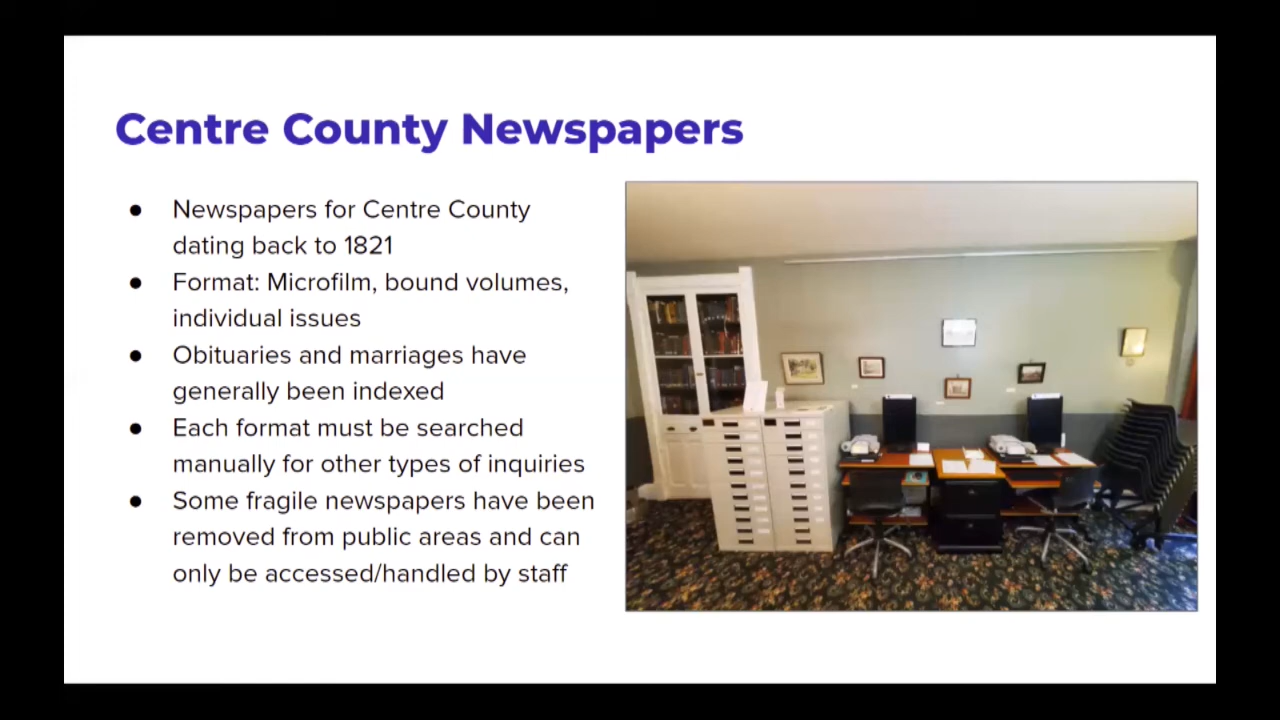 Centre County Newspapers
● Newspapers for Centre County
dating back to 1821
● Format: Microfilm, bound volumes,
individual issues
● Obituaries and marriages have
generally been indexed
● Each format must be searched
manually for other types of inquiries
● Some fragile newspapers have been
removed from public areas and can
only be accessed/handled by staff